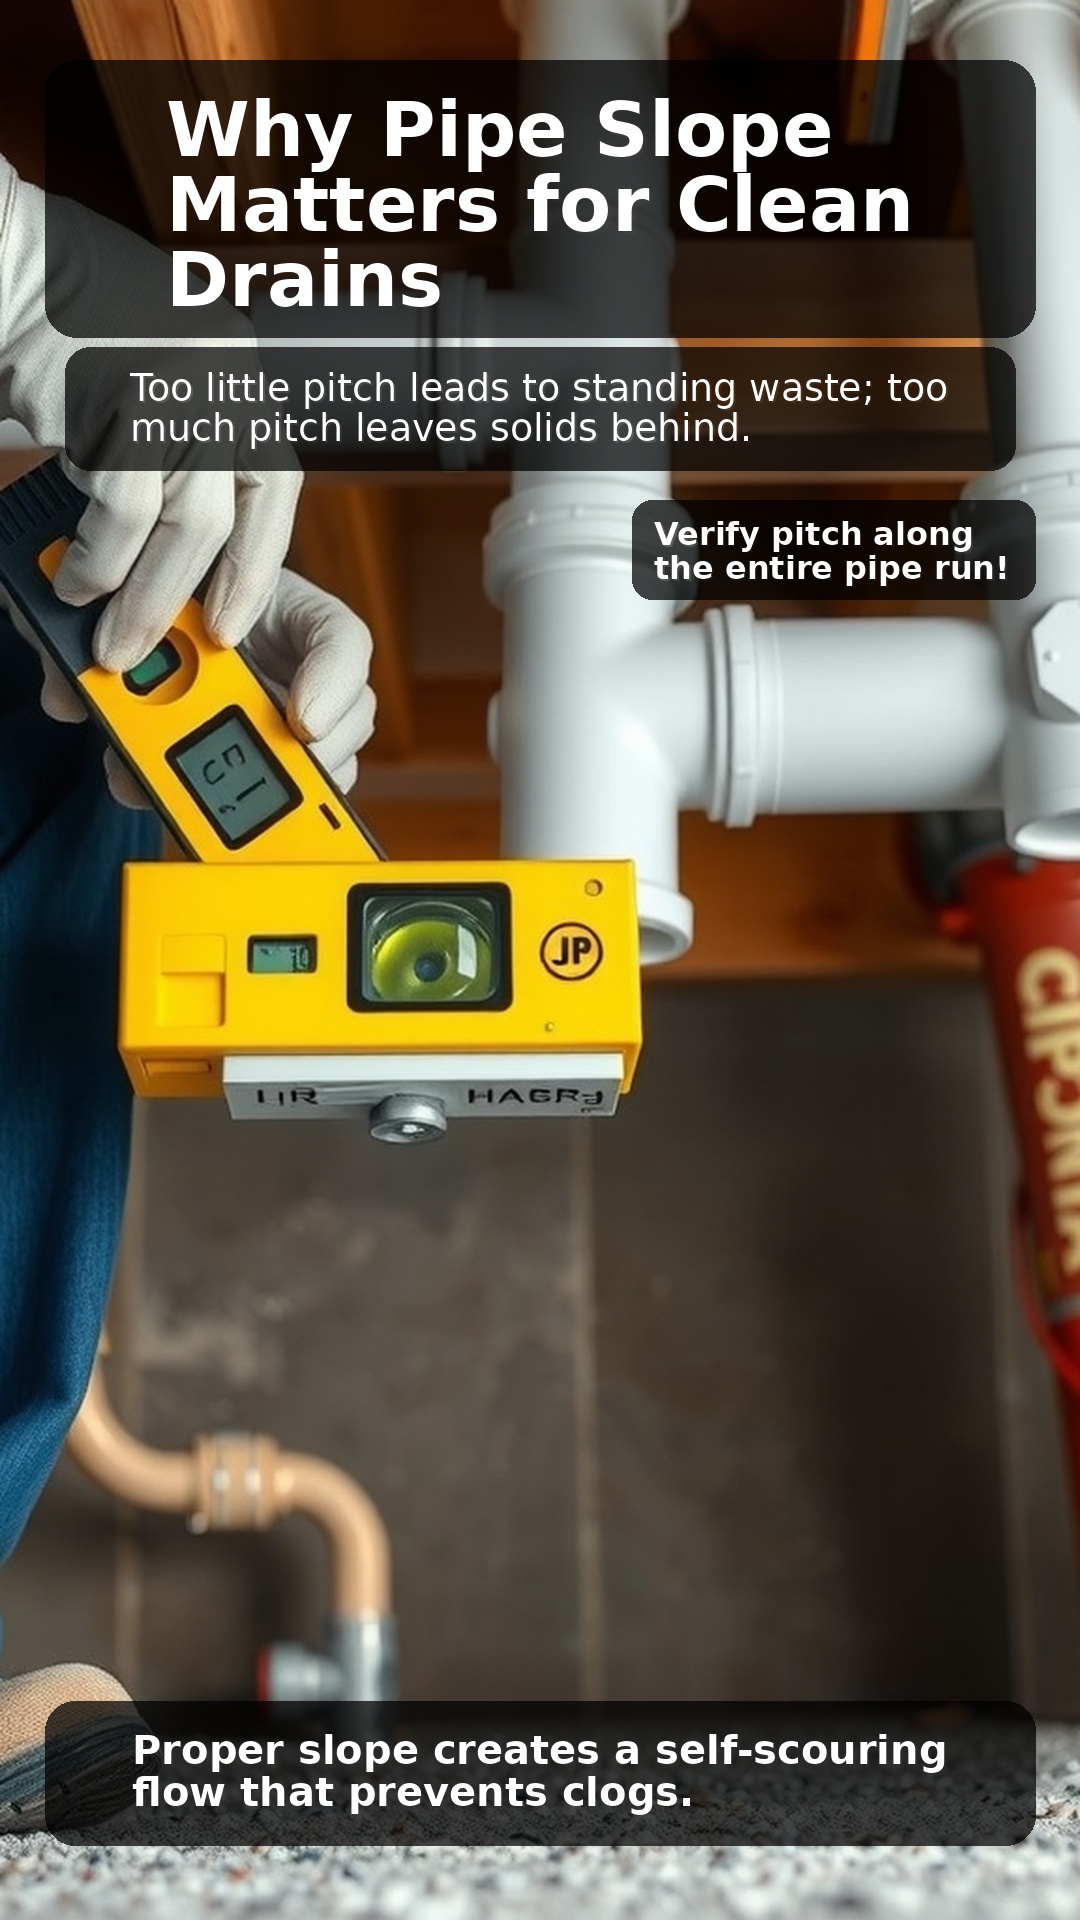 Why Pipe Slope
Matters for Clean
Drains
Too little pitch leads to standing waste; too
much pitch leaves solids behind.
Verify pitch along
the entire pipe run!
JP
Proper slope creates a self-scouring
flow that prevents clogs.